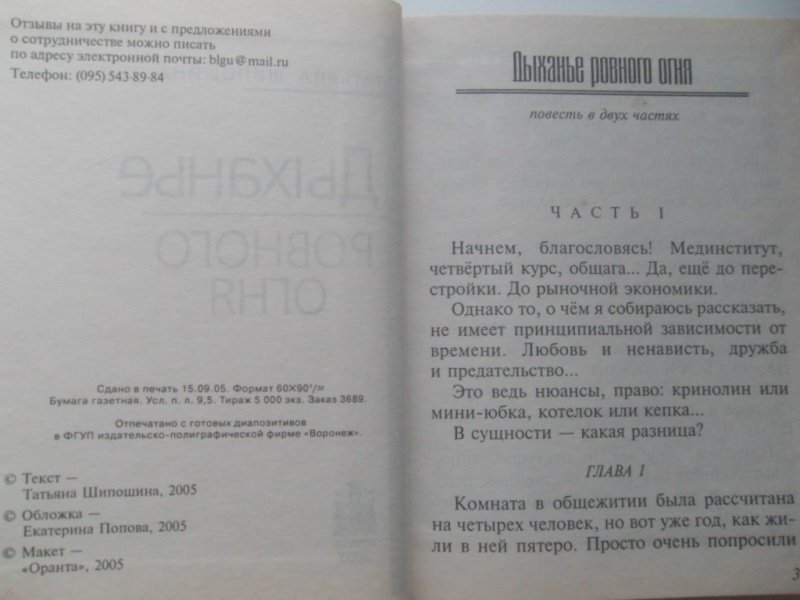 Отзывы на эту книгу и с предложениями
о сотрудничестве можно писать
по адресу электронной почты: blgu@mail.ru
Телефон: (095) 543-89-84
Дыханье
ровного
огня
Сдано в печать 15.09.05. Формат 60X90¹/₃₂
Бумага газетная. Усл. п. л. 9,5. Тираж 5 000 экз. Заказ 3689.
Отпечатано с готовых диапозитивов
в ФГУП издательско-полиграфической фирме «Воронеж».
© Текст —
Татьяна Шипошина, 2005
© Обложка —
Екатерина Попова, 2005
© Макет —
«Оранта», 2005
Дыханье ровного огня
повесть в двух частях
ЧАСТЬ 1
Начнем, благословясь! Мединститут,
четвёртый курс, общага... Да, ещё до пере-
стройки. До рыночной экономики.
Однако то, о чём я собираюсь рассказать,
не имеет принципиальной зависимости от
времени. Любовь и ненависть, дружба
и предательство...
Это ведь нюансы, право: кринолин или
мини-юбка, котелок или кепка...
В сущности — какая разница?
ГЛАВА 1
Комната в общежитии была рассчитана
на четырех человек, но вот уже год, как жи-
ли в ней пятеро. Просто очень попросили
3